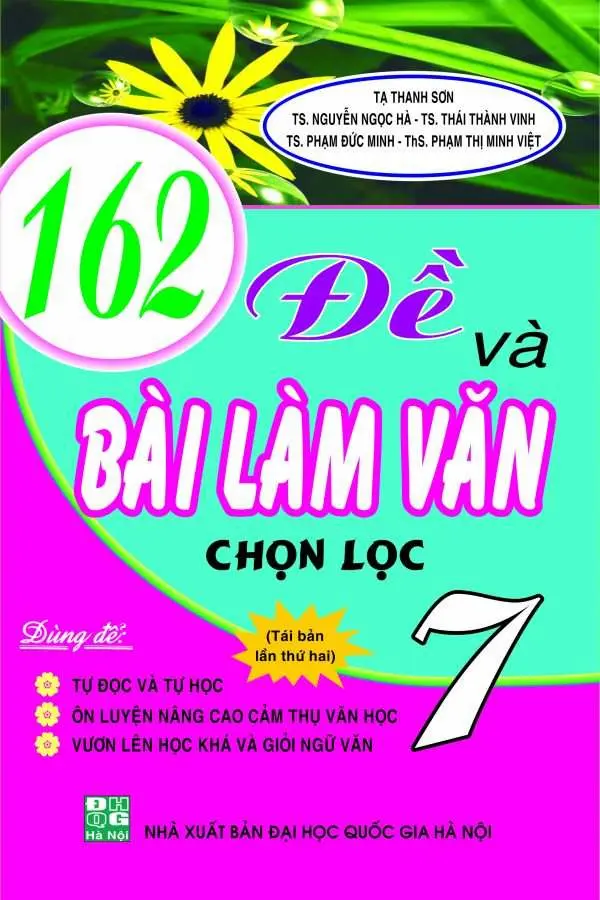 TẠ THANH SƠN
TS. NGUYỄN NGỌC HÀ - TS. THÁI THÀNH VINH
TS. PHẠM ĐỨC MINH - ThS. PHẠM THỊ MINH VIỆT
162
Đề và
BÀI LÀM VĂN
CHỌN LỌC
7
Dùng để:
(Tái bản
lần thứ hai)
TỰ ĐỌC VÀ TỰ HỌC
ÔN LUYỆN NÂNG CAO CẢM THỤ VĂN HỌC
VƯƠN LÊN HỌC KHÁ VÀ GIỎI NGỮ VĂN
ĐH
QG
Hà Nội
NHÀ XUẤT BẢN ĐẠI HỌC QUỐC GIA HÀ NỘI